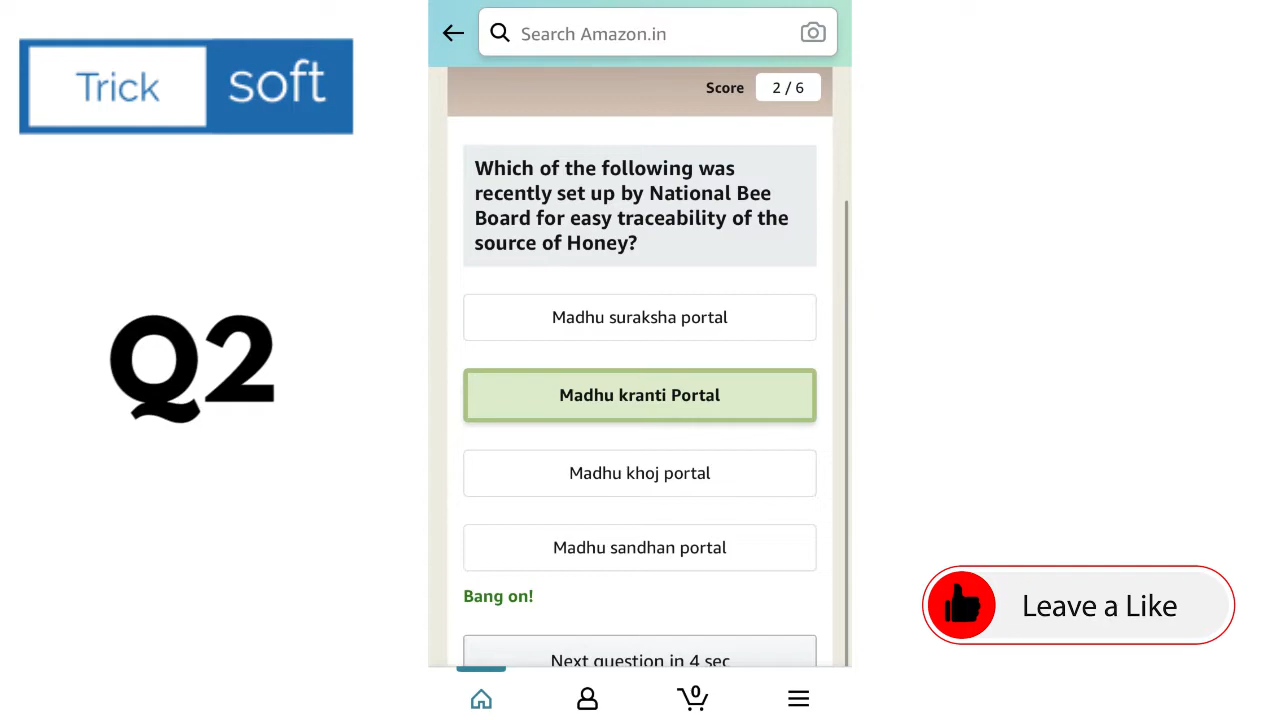 Trick soft
Search Amazon.in
Score 2 / 6
Which of the following was
recently set up by National Bee
Board for easy traceability of the
source of Honey?
Q2
Madhu suraksha portal
Madhu kranti Portal
Madhu khoj portal
Madhu sandhan portal
Bang on!
Leave a Like
Next question in 4 sec
0